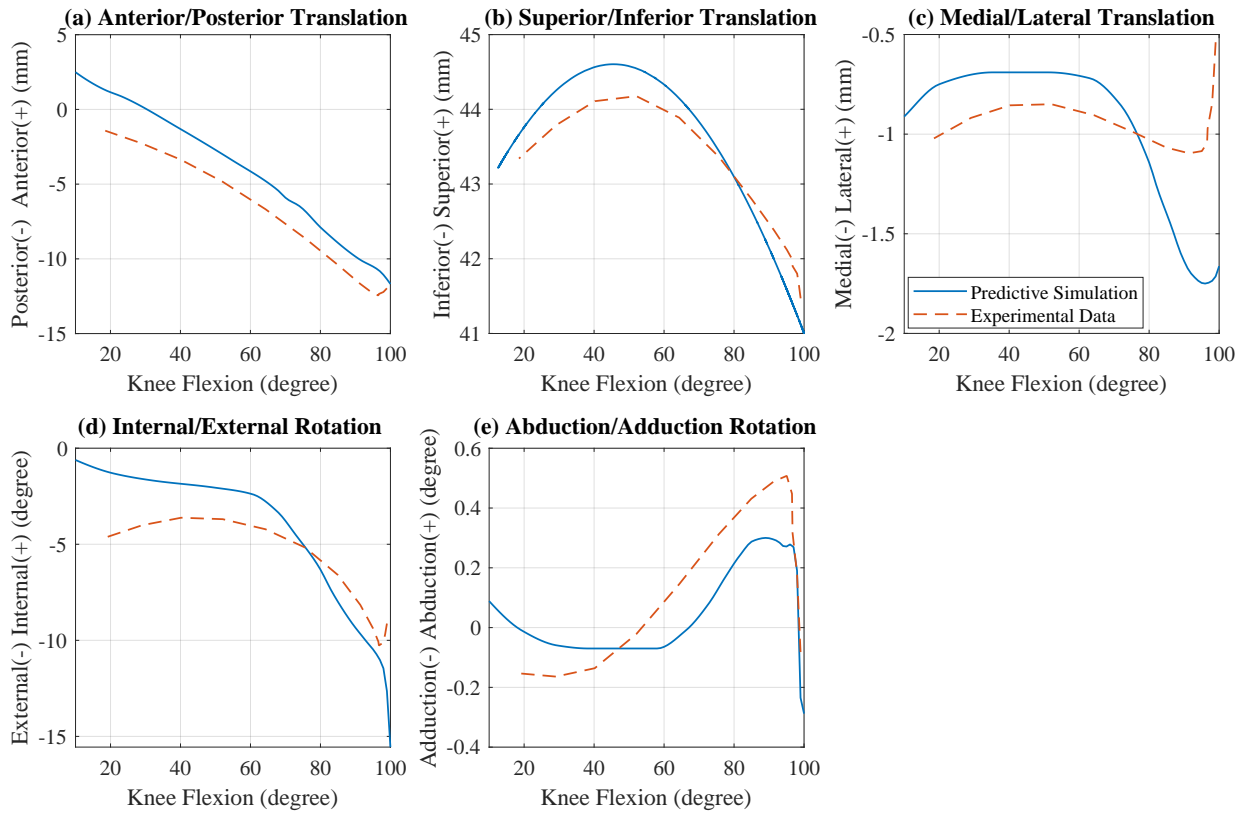 (a) Anterior/Posterior Translation
5
0
-5
-10
-15
20 40 60 80 100
Knee Flexion (degree)
Posterior(-) Anterior(+) (mm)
(b) Superior/Inferior Translation
45
44
43
42
41
20 40 60 80 100
Knee Flexion (degree)
Inferior(-) Superior(+) (mm)
(c) Medial/Lateral Translation
-0.5
-1
-1.5
-2
20 40 60 80 100
Knee Flexion (degree)
Medial(-) Lateral(+) (mm)
Predictive Simulation
Experimental Data
(d) Internal/External Rotation
0
-5
-10
-15
20 40 60 80 100
Knee Flexion (degree)
External(-) Internal(+) (degree)
(e) Abduction/Adduction Rotation
0.6
0.4
0.2
0
-0.2
-0.4
20 40 60 80 100
Knee Flexion (degree)
Adduction(-) Abduction(+) (degree)